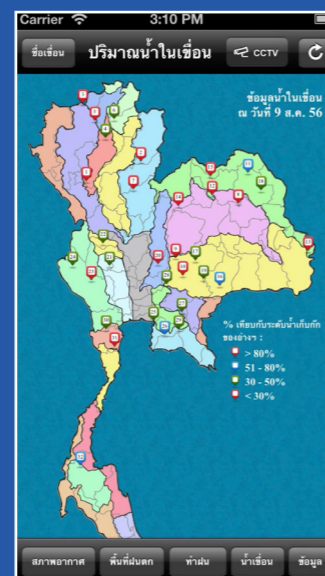 Carrier 3:10 PM
ชื่อเขื่อน ปริมาณน้ำในเขื่อน CCTV
ข้อมูลน้ำในเขื่อน
ณ วันที่ 9 ส.ค. 56
% เทียบกับระดับน้ำเก็บกัก
ของอ่างฯ :
> 80%
51 - 80%
30 - 50%
< 30%
สภาพอากาศ พื้นที่ฝนตก ทำฝน น้ำเขื่อน ข้อมูล